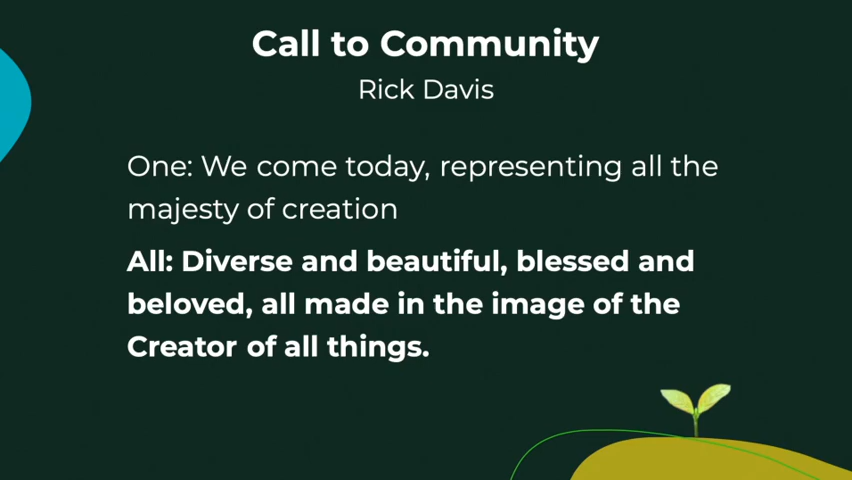 Call to Community
Rick Davis
One: We come today, representing all the
majesty of creation
All: Diverse and beautiful, blessed and
beloved, all made in the image of the
Creator of all things.